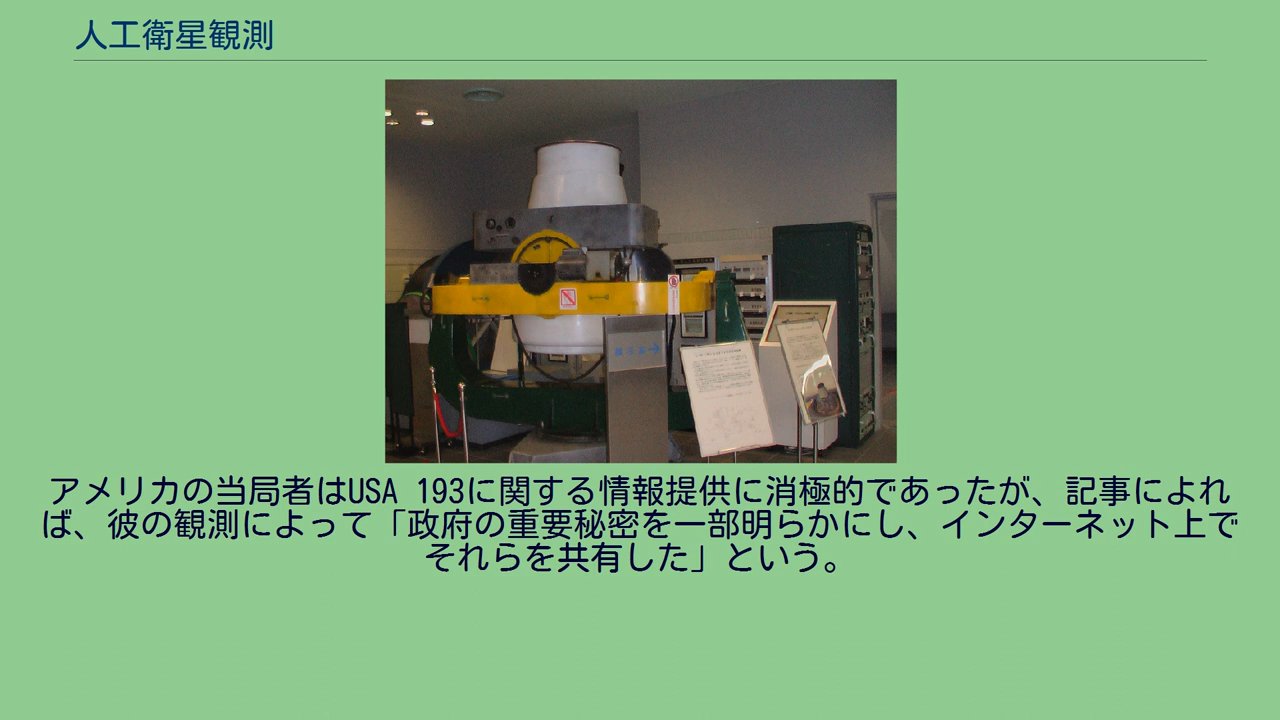 人工衛星観測
アメリカの当局者はUSA 193に関する情報提供に消極的であったが、記事によれ
ば、彼の観測によって「政府の重要秘密を一部明らかにし、インターネット上で
それらを共有した」という。